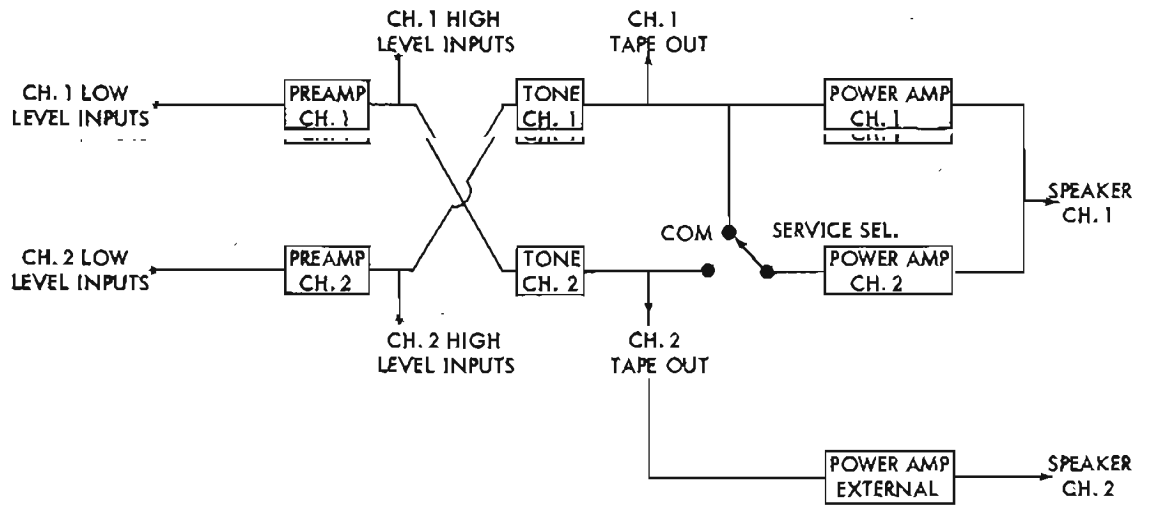 CH. 1 HIGH
LEVEL INPUTS
CH. 1
TAPE OUT
CH. 1 LOW
LEVEL INPUTS
PREAMP
CH. 1
TONE
CH. 1
POWER AMP
CH. 1
SPEAKER
CH. 1
COM
SERVICE SEL.
CH. 2 LOW
LEVEL INPUTS
PREAMP
CH. 2
TONE
CH. 2
POWER AMP
CH. 2
CH. 2 HIGH
LEVEL INPUTS
CH. 2
TAPE OUT
POWER AMP
EXTERNAL
SPEAKER
CH. 2